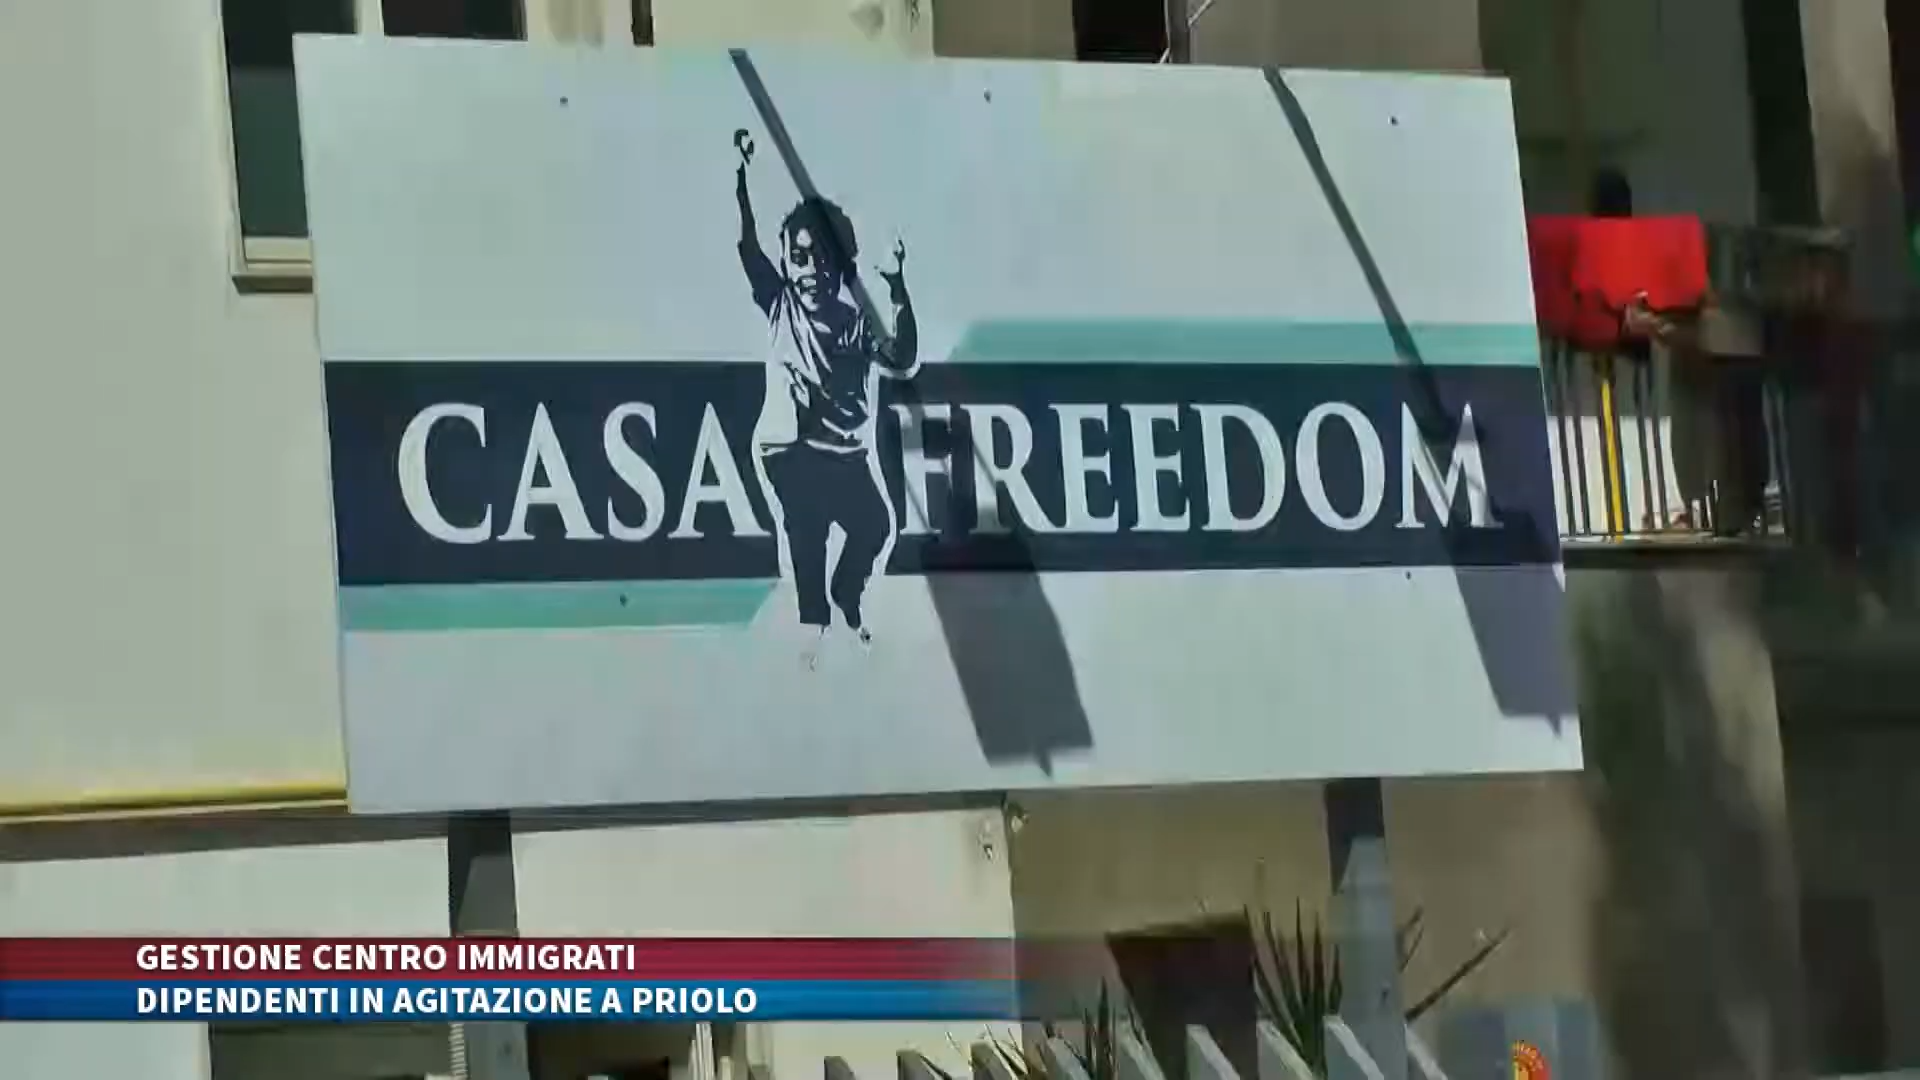 CASA FREEDOM
GESTIONE CENTRO IMMIGRATI
DIPENDENTI IN AGITAZIONE A PRIOLO